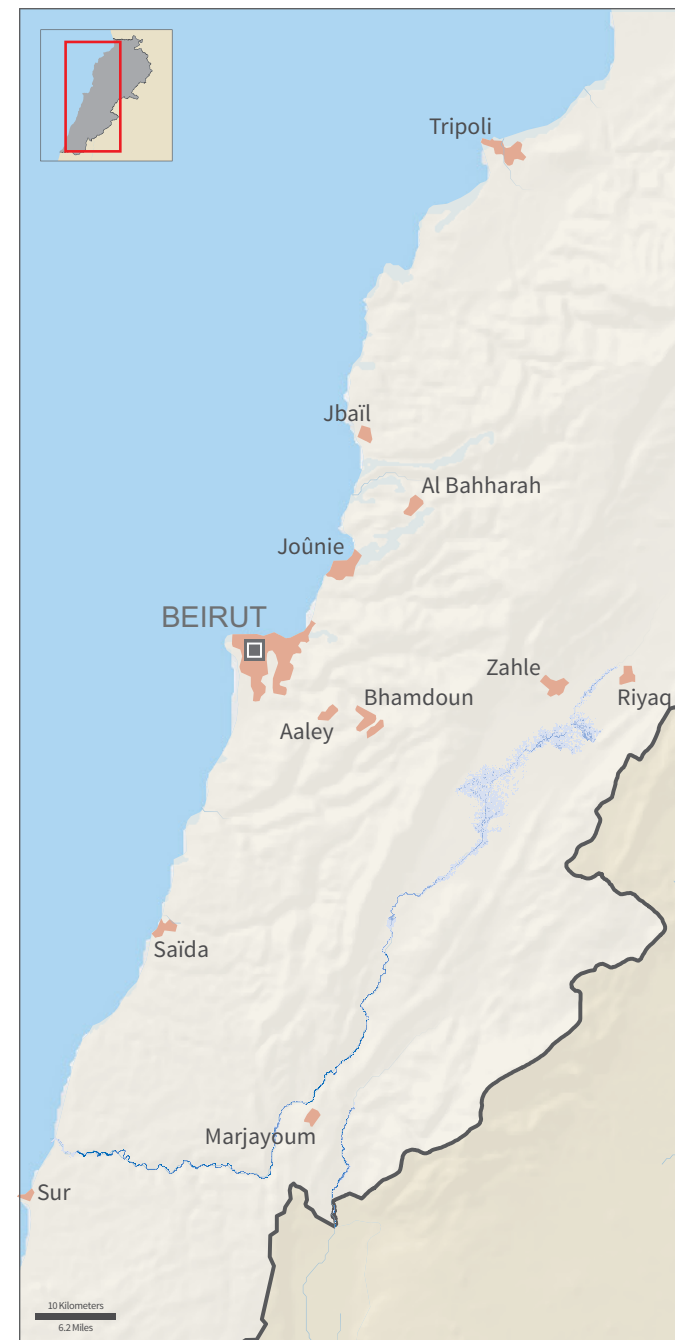 Tripoli
Jbaïl
Al Bahharah
Joûnie
BEIRUT
Zahle
Bhamdoun
Riyaq
Aaley
Saïda
Marjayoum
Sur
10 Kilometers
6.2 Miles